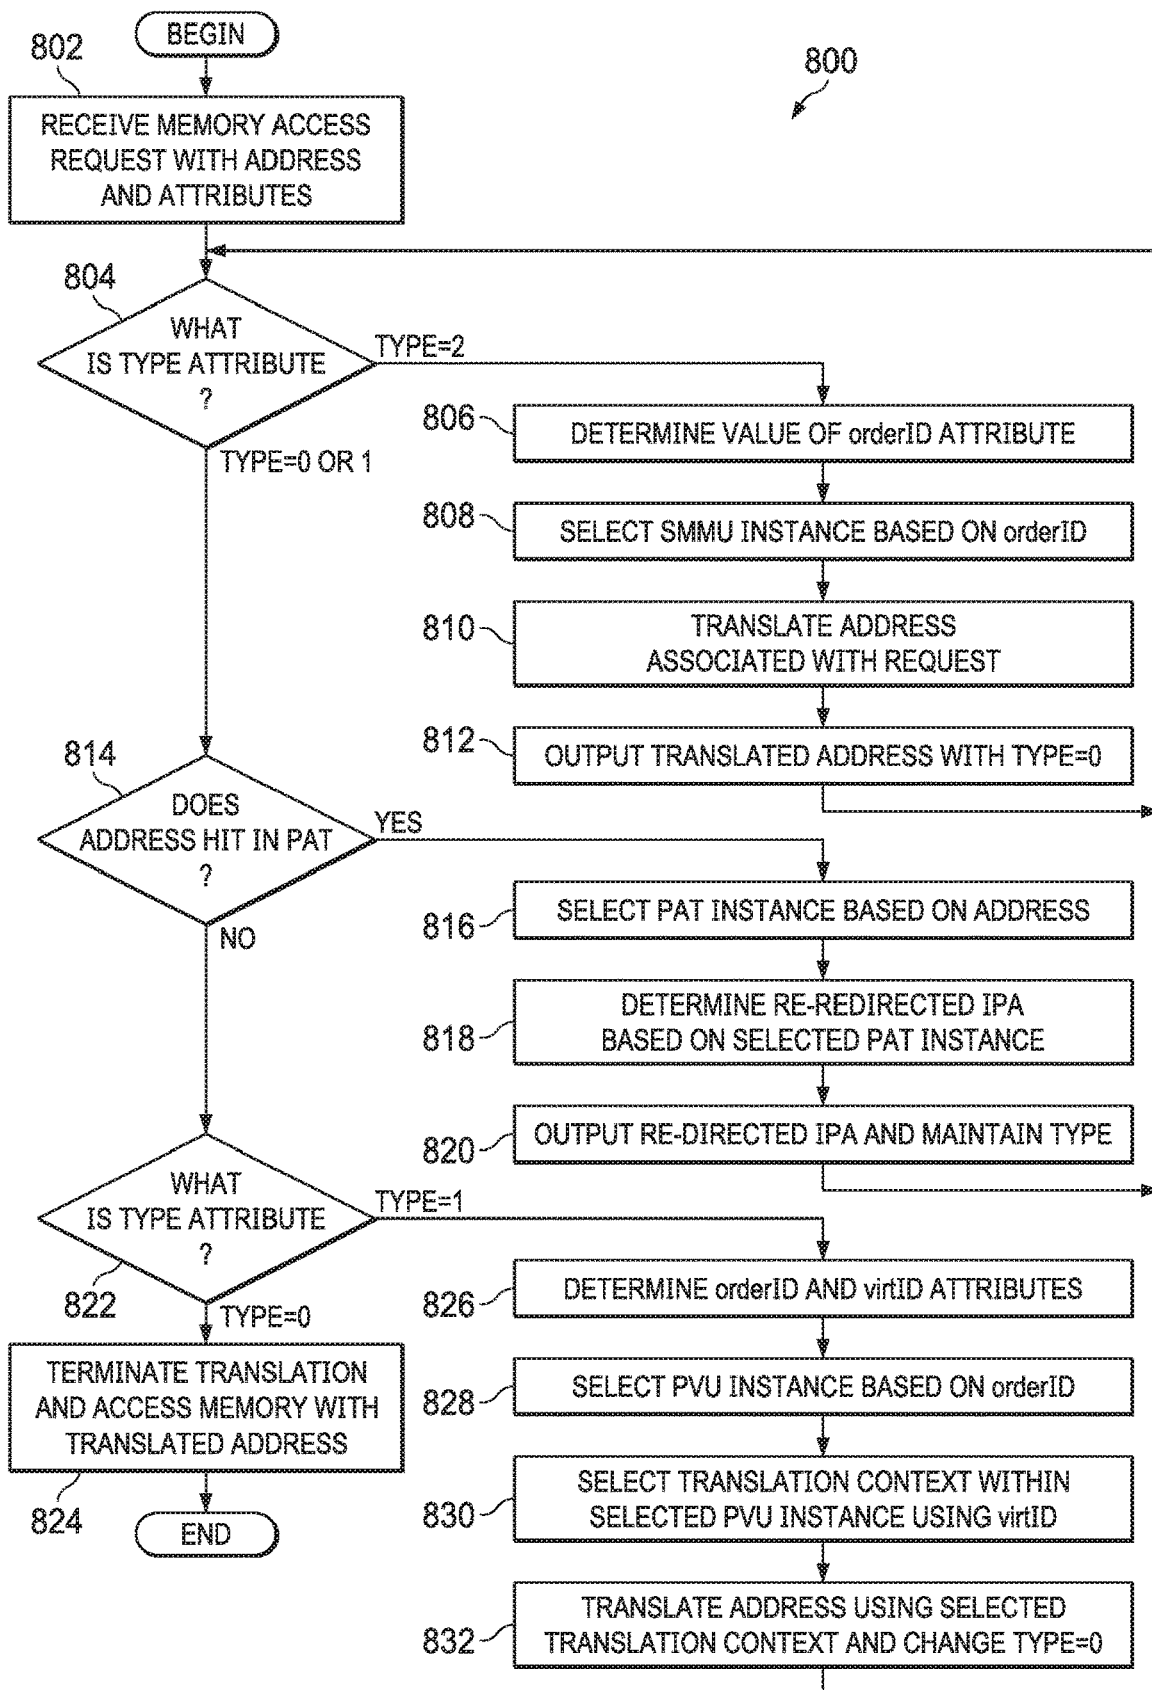 BEGIN
802
800
RECEIVE MEMORY ACCESS
REQUEST WITH ADDRESS
AND ATTRIBUTES
804
WHAT
IS TYPE ATTRIBUTE
?
TYPE=2
TYPE=0 OR 1
806
DETERMINE VALUE OF orderID ATTRIBUTE
808
SELECT SMMU INSTANCE BASED ON orderID
810
TRANSLATE ADDRESS
ASSOCIATED WITH REQUEST
812
OUTPUT TRANSLATED ADDRESS WITH TYPE=0
814
DOES
ADDRESS HIT IN PAT
?
YES
NO
816
SELECT PAT INSTANCE BASED ON ADDRESS
818
DETERMINE RE-REDIRECTED IPA
BASED ON SELECTED PAT INSTANCE
820
OUTPUT RE-DIRECTED IPA AND MAINTAIN TYPE
WHAT
IS TYPE ATTRIBUTE
?
TYPE=1
822
TYPE=0
826
DETERMINE orderID AND virtID ATTRIBUTES
TERMINATE TRANSLATION
AND ACCESS MEMORY WITH
TRANSLATED ADDRESS
824
END
828
SELECT PVU INSTANCE BASED ON orderID
830
SELECT TRANSLATION CONTEXT WITHIN
SELECTED PVU INSTANCE USING virtID
832
TRANSLATE ADDRESS USING SELECTED
TRANSLATION CONTEXT AND CHANGE TYPE=0